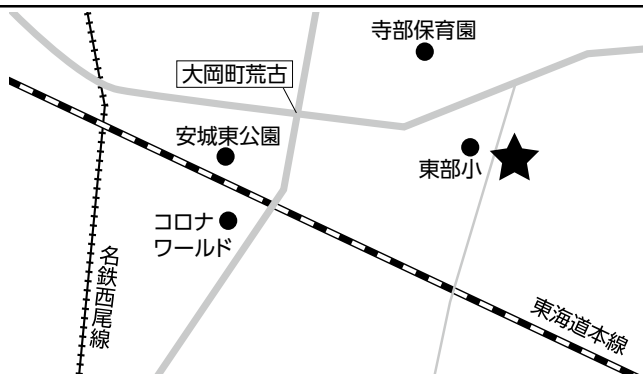 寺部保育園
大岡町荒古
安城東公園
東部小
コロナ
ワールド
名鉄西尾線
東海道本線